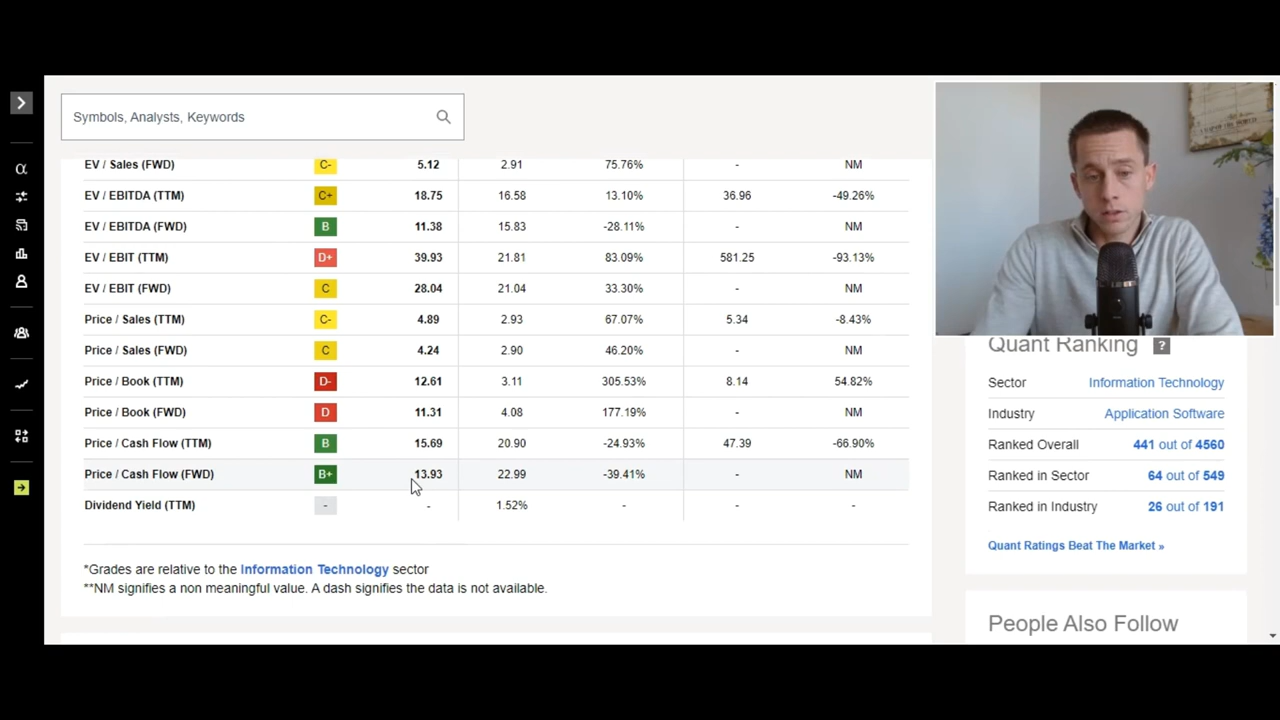 Symbols, Analysts, Keywords
EV / Sales (FWD) C- 5.12 2.91 75.76% - NM
EV / EBITDA (TTM) C+ 18.75 16.58 13.10% 36.96 -49.26%
EV / EBITDA (FWD) B 11.38 15.83 -28.11% - NM
EV / EBIT (TTM) D+ 39.93 21.81 83.09% 581.25 -93.13%
EV / EBIT (FWD) C 28.04 21.04 33.30% - NM
Price / Sales (TTM) C- 4.89 2.93 67.07% 5.34 -8.43%
Price / Sales (FWD) C 4.24 2.90 46.20% - NM
Price / Book (TTM) D- 12.61 3.11 305.53% 8.14 54.82%
Price / Book (FWD) D 11.31 4.08 177.19% - NM
Price / Cash Flow (TTM) B 15.69 20.90 -24.93% 47.39 -66.90%
Price / Cash Flow (FWD) B+ 13.93 22.99 -39.41% - NM
Dividend Yield (TTM) - - 1.52% - - -
*Grades are relative to the Information Technology sector
**NM signifies a non meaningful value. A dash signifies the data is not available.
Quant Ranking ?
Sector Information Technology
Industry Application Software
Ranked Overall 441 out of 4560
Ranked in Sector 64 out of 549
Ranked in Industry 26 out of 191
Quant Ratings Beat The Market »
People Also Follow